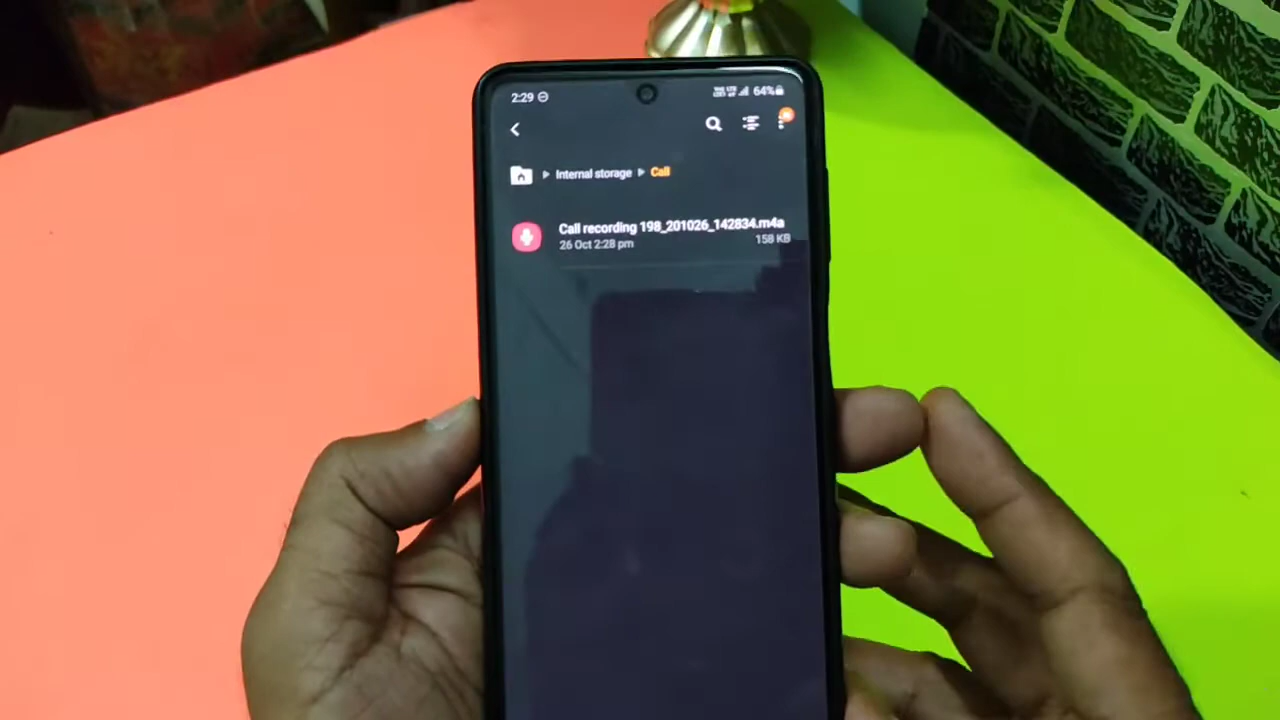 2:29 64%
Internal storage Call
Call recording 198_201026_142834.m4a
26 Oct 2:28 pm 158 KB